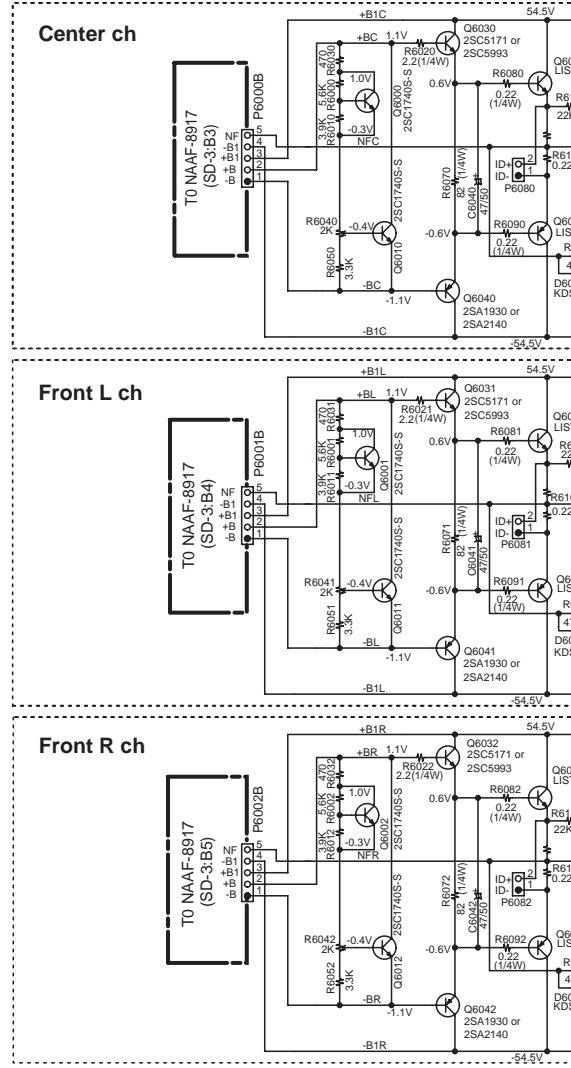 Center ch
+B1C
54.5V
+BC
1.1V
Q6030
2SC5171 or
2SC5993
R6020
2.2(1/4W)
470
R6030
5.6K
R6000
3.9K
R6010
1.0V
-0.3V
Q6000
2SC1740S-S
NFC
0.6V
R6080
0.22
(1/4W)
P6000B
T0 NAAF-8917
(SD-3:B3)
NF 5
-B1 4
+B1 3
+B 2
-B 1
R6070
82 (1/4W)
C6040
47/50
ID+ 2
ID- 1
P6080
0.22
R6040
2K
-0.4V
2SC1740S-S
Q6010
-0.6V
R6090
0.22
(1/4W)
R6050
3.3K
-BC
-1.1V
Q6040
2SA1930 or
2SA2140
-B1C
-54.5V
Front L ch
+B1L
54.5V
+BL
1.1V
Q6031
2SC5171 or
2SC5993
R6021
2.2(1/4W)
470
R6031
5.6K
R6001
3.9K
R6011
1.0V
-0.3V
Q6001
2SC1740S-S
NFL
0.6V
R6081
0.22
(1/4W)
P6001B
T0 NAAF-8917
(SD-3:B4)
NF 5
-B1 4
+B1 3
+B 2
-B 1
R6071
82 (1/4W)
C6041
47/50
ID+ 2
ID- 1
P6081
0.22
R6041
2K
-0.4V
2SC1740S-S
Q6011
-0.6V
R6091
0.22
(1/4W)
R6051
3.3K
-BL
-1.1V
Q6041
2SA1930 or
2SA2140
-B1L
-54.5V
Front R ch
+B1R
54.5V
+BR
1.1V
Q6032
2SC5171 or
2SC5993
R6022
2.2(1/4W)
470
R6032
5.6K
R6002
3.9K
R6012
1.0V
-0.3V
Q6002
2SC1740S-S
NFR
0.6V
R6082
0.22
(1/4W)
P6002B
T0 NAAF-8917
(SD-3:B5)
NF 5
-B1 4
+B1 3
+B 2
-B 1
R6072
82 (1/4W)
C6042
47/50
ID+ 2
ID- 1
P6082
0.22
R6042
2K
-0.4V
2SC1740S-S
Q6012
-0.6V
R6092
0.22
(1/4W)
R6052
3.3K
-BR
-1.1V
Q6042
2SA1930 or
2SA2140
-B1R
-54.5V